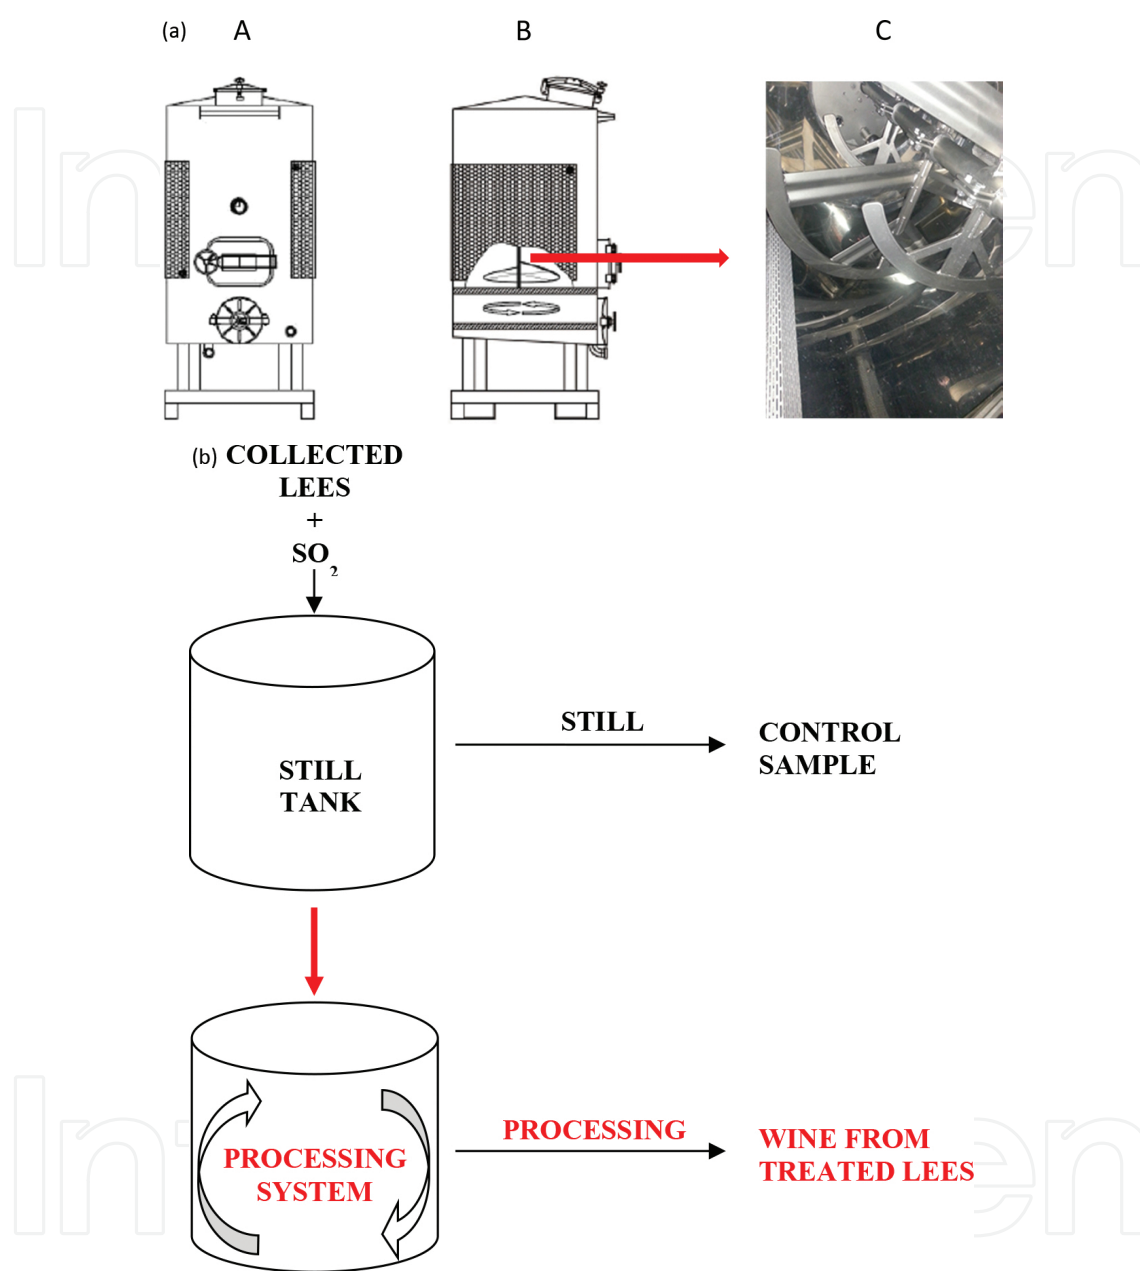 (a) A B C
(b) COLLECTED
LEES
+
SO2
STILL
TANK
STILL
CONTROL
SAMPLE
PROCESSING
SYSTEM
PROCESSING
WINE FROM
TREATED LEES